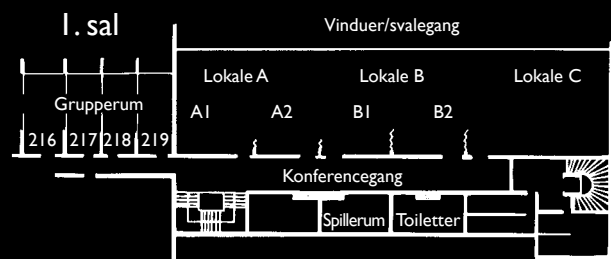 1. sal
Vinduer/svalegang
Lokale A Lokale B Lokale C
Grupperum
A1 A2 B1 B2
216 217 218 219
Konferencegang
Spillerum Toiletter